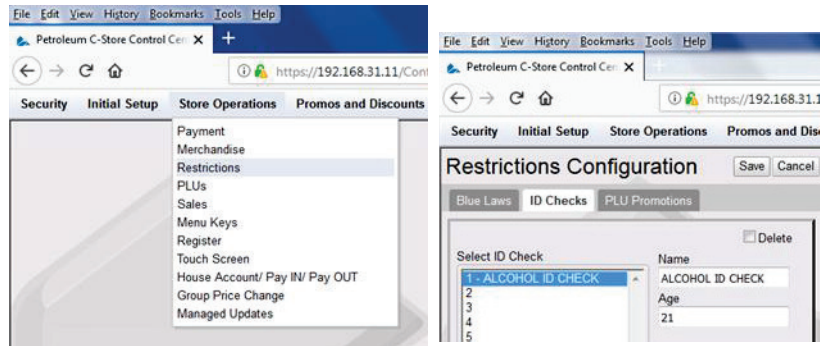 File Edit View History Bookmarks Tools Help
Petroleum C-Store Control Cen X +
https://192.168.31.11/Cont
Security Initial Setup Store Operations Promos and Discounts
Payment
Merchandise
Restrictions
PLUs
Sales
Menu Keys
Register
Touch Screen
House Account/ Pay IN/ Pay OUT
Group Price Change
Managed Updates
File Edit View History Bookmarks Tools Help
Petroleum C-Store Control Cen X
https://192.168.31.1
Security Initial Setup Store Operations Promos and Dis
Restrictions Configuration Save Cancel
Blue Laws ID Checks PLU Promotions
Delete
Select ID Check Name
1 - ALCOHOL ID CHECK ALCOHOL ID CHECK
2 Age
3 21
4
5